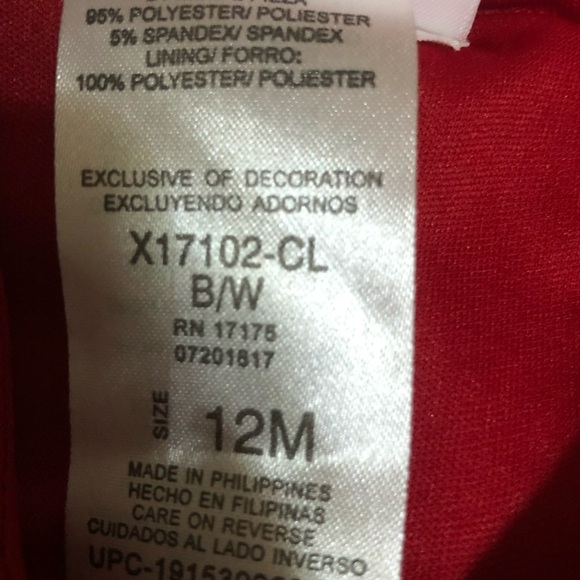 95% POLYESTER/ POLIESTER
5% SPANDEX/ SPANDEX
LINING/ FORRO:
100% POLYESTER/ POLIESTER
EXCLUSIVE OF DECORATION
EXCLUYENDO ADORNOS
X17102-CL
B/W
RN 17175
07201617
SIZE 12M
MADE IN PHILIPPINES
HECHO EN FILIPINAS
CARE ON REVERSE
CUIDADOS AL LADO INVERSO